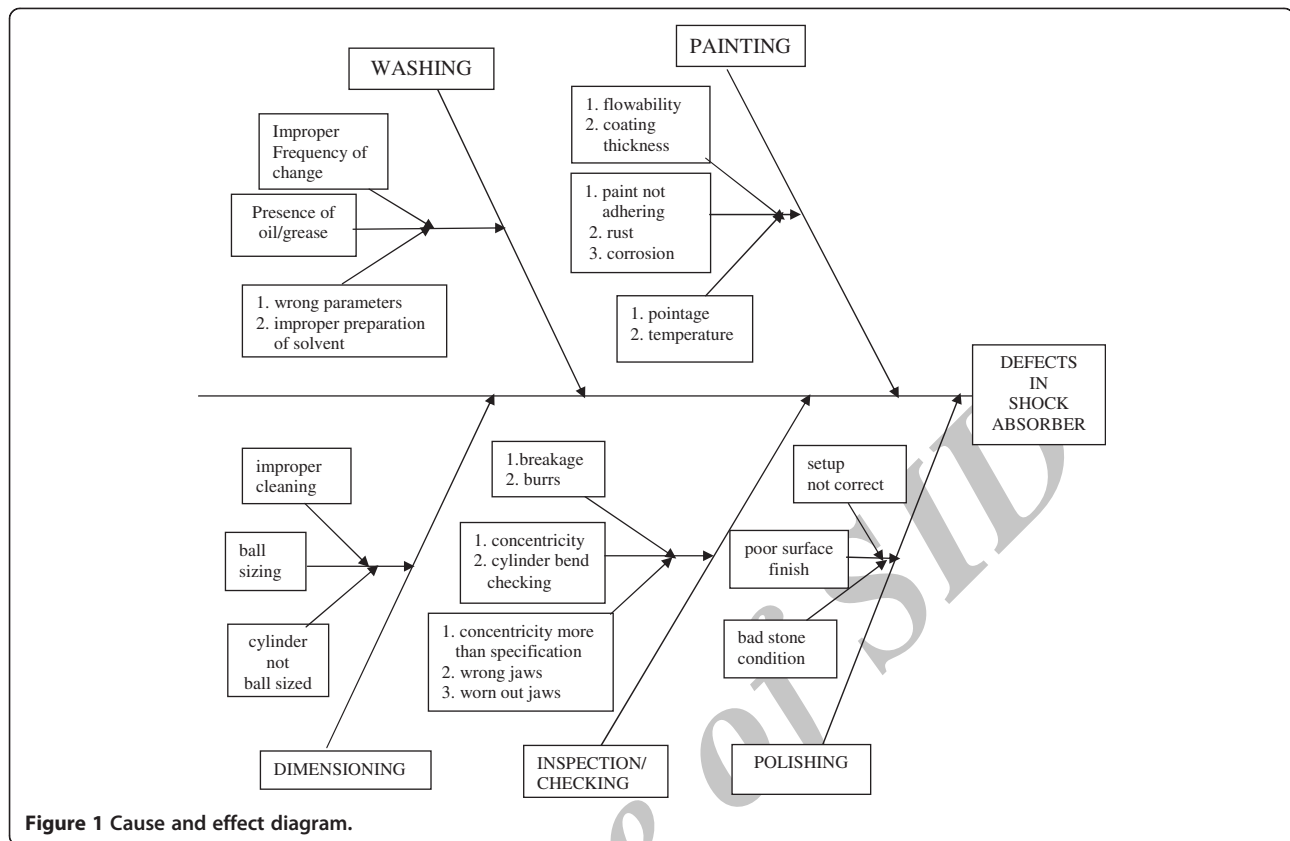 PAINTING
WASHING
1. flowability
2. coating
thickness
Improper
Frequency of
change
1. paint not
adhering
2. rust
3. corrosion
Presence of
oil/grease
1. wrong parameters
2. improper preparation
of solvent
1. pointage
2. temperature
DEFECTS
IN
SHOCK
ABSORBER
improper
cleaning
1.breakage
2. burrs
setup
not correct
ball
sizing
1. concentricity
2. cylinder bend
checking
poor surface
finish
cylinder
not
ball sized
1. concentricity more
than specification
2. wrong jaws
3. worn out jaws
bad stone
condition
DIMENSIONING
INSPECTION/
CHECKING
POLISHING
of SID
Figure 1 Cause and effect diagram.